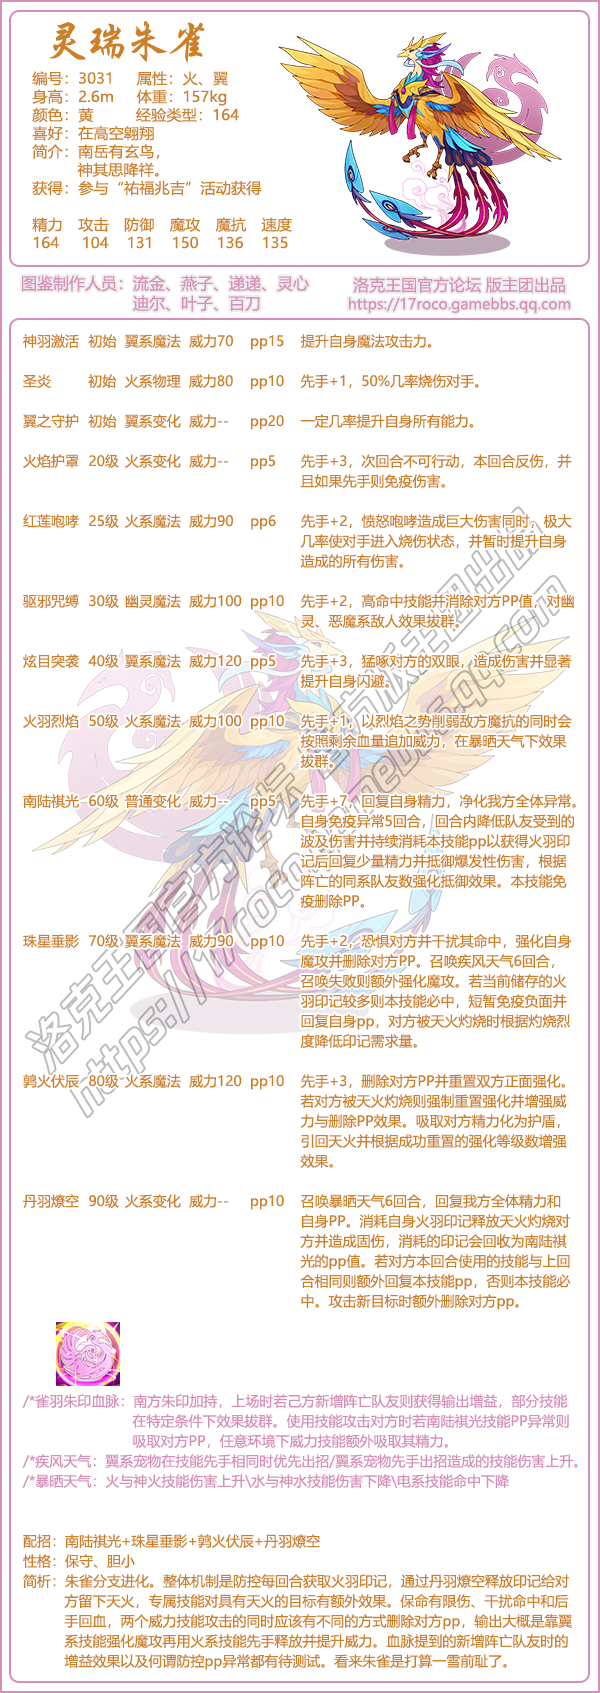 灵瑞朱雀
编号：3031 属性：火、翼
身高：2.6m 体重：157kg
颜色：黄 经验类型：164
喜好：在高空翱翔
简介：南岳有玄鸟，
神其思降祥。
获得：参与“祐福兆吉”活动获得
精力 攻击 防御 魔攻 魔抗 速度
164 104 131 150 136 135
图鉴制作人员：流金、燕子、递递、灵心
迪尔、叶子、百刀
洛克王国官方论坛 版主团出品
https://17roco.gamebbs.qq.com
神羽激活 初始 翼系魔法 威力70 pp15 提升自身魔法攻击力。
圣炎 初始 火系物理 威力80 pp10 先手+1，50%几率烧伤对手。
翼之守护 初始 翼系变化 威力-- pp20 一定几率提升自身所有能力。
火焰护罩 20级 火系变化 威力-- pp5 先手+3，次回合不可行动，本回合反伤，并
且如果先手则免疫伤害。
红莲咆哮 25级 火系魔法 威力90 pp6 先手+2，愤怒咆哮造成巨大伤害同时，极大
几率使对手进入烧伤状态，并暂时提升自身
造成的所有伤害。
驱邪咒缚 30级 幽灵魔法 威力100 pp10 先手+2，高命中技能并消除对方PP值，对幽
灵、恶魔系敌人效果拔群。
炫目突袭 40级 翼系魔法 威力120 pp5 先手+3，猛啄对方的双眼，造成伤害并显著
提升自身闪避。
火羽烈焰 50级 火系魔法 威力100 pp10 先手+1，以烈焰之势削弱敌方魔抗的同时会
按照剩余血量追加威力，在暴晒天气下效果
拔群。
南陆祺光 60级 普通变化 威力-- pp5 先手+7，回复自身精力，净化我方全体异常。
自身免疫异常5回合，回合内降低队友受到的
波及伤害并持续消耗本技能pp以获得火羽印
记后回复少量精力并抵御爆发性伤害，根据
阵亡的同系队友数强化抵御效果。本技能免
疫删除PP。
珠星垂影 70级 翼系魔法 威力90 pp10 先手+2，恐惧对方并干扰其命中，强化自身
魔攻并删除对方PP。召唤疾风天气6回合，
召唤失败则额外强化魔攻。若当前储存的火
羽印记较多则本技能必中，短暂免疫负面并
回复自身pp，对方被天火灼烧时根据灼烧烈
度降低印记需求量。
鹑火伏辰 80级 火系魔法 威力120 pp10 先手+3，删除对方PP并重置双方正面强化。
若对方被天火灼烧则强制重置强化并增强威
力与删除PP效果。吸取对方精力化为护盾，
引回天火并根据成功重置的强化等级数增强
效果。
丹羽燎空 90级 火系变化 威力-- pp10 召唤暴晒天气6回合，回复我方全体精力和
自身PP。消耗自身火羽印记释放天火灼烧对
方并造成固伤，消耗的印记会回收为南陆祺
光的pp值。若对方本回合使用的技能与上回
合相同则额外回复本技能pp，否则本技能必
中。攻击新目标时额外删除对方pp。
/*雀羽朱印血脉：南方朱印加持，上场时若己方新增阵亡队友则获得输出增益，部分技能
在特定条件下效果拔群。使用技能攻击对方时若南陆祺光技能PP异常则
吸取对方PP，任意环境下威力技能额外吸取其精力。
/*疾风天气：翼系宠物在技能先手相同时优先出招/翼系宠物先手出招造成的技能伤害上升。
/*暴晒天气：火与神火技能伤害上升\水与神水技能伤害下降\电系技能命中下降
配招：南陆祺光+珠星垂影+鹑火伏辰+丹羽燎空
性格：保守、胆小
简析：朱雀分支进化。整体机制是防控每回合获取火羽印记，通过丹羽燎空释放印记给对
方留下天火，专属技能对具有天火的目标有额外效果。保命有限伤、干扰命中和后
手回血，两个威力技能攻击的同时应该有不同的方式删除对方pp，输出大概是靠翼
系技能强化魔攻再用火系技能先手释放并提升威力。血脉提到的新增阵亡队友时的
增益效果以及何谓防控pp异常都有待测试。看来朱雀是打算一雪前耻了。
洛克王国官方论坛 官方版主团出品
https://17roco.gamebbs.qq.com